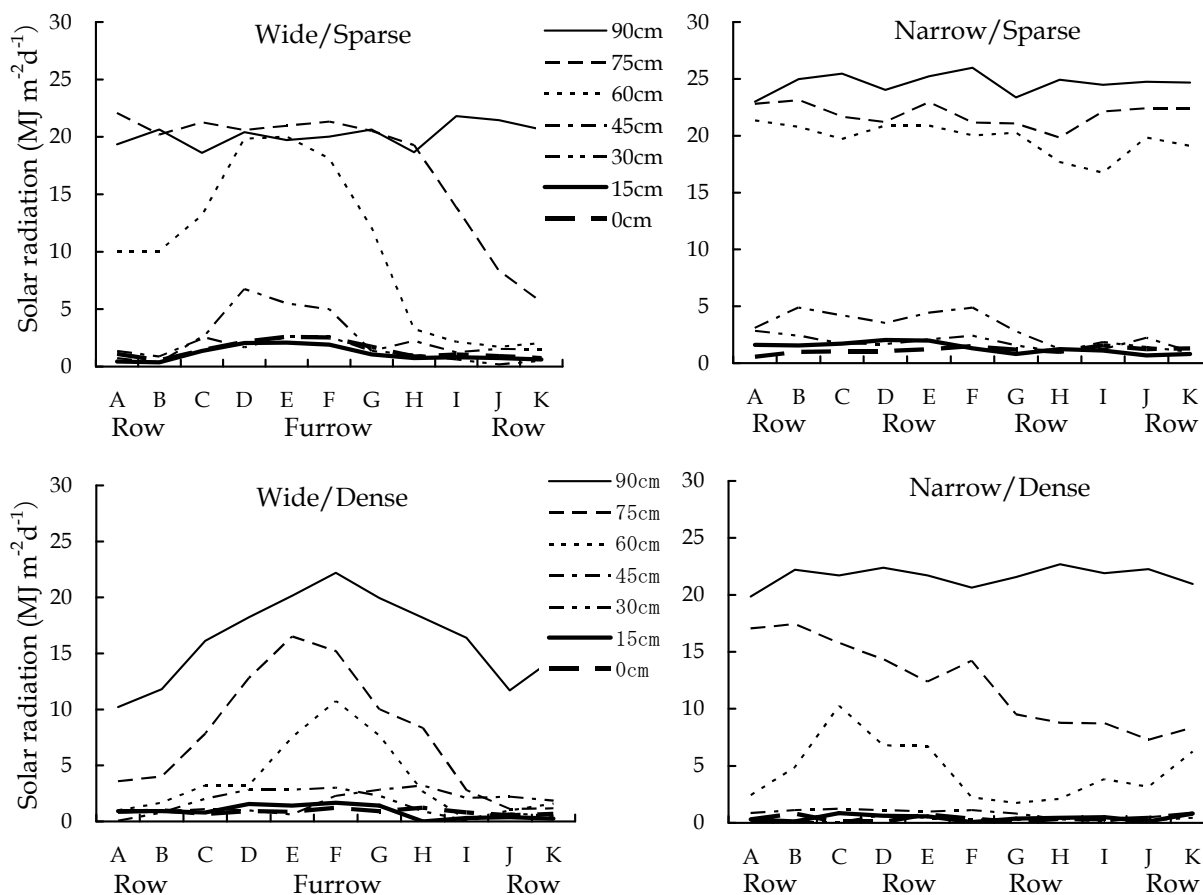 Wide/Sparse
Solar radiation (MJ m⁻²d⁻¹)
30
25
20
15
10
5
0
90cm
75cm
60cm
45cm
30cm
15cm
0cm
A B C D E F G H I J K
Row Furrow Row
Narrow/Sparse
30
25
20
15
10
5
0
A B C D E F G H I J K
Row Row Row Row
Wide/Dense
Solar radiation (MJ m⁻²d⁻¹)
30
25
20
15
10
5
0
90cm
75cm
60cm
45cm
30cm
15cm
0cm
A B C D E F G H I J K
Row Furrow Row
Narrow/Dense
30
25
20
15
10
5
0
A B C D E F G H I J K
Row Row Row Row